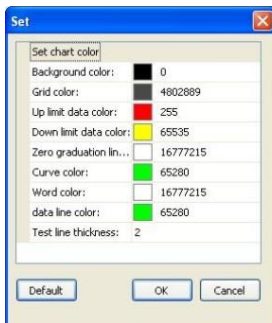 Set
Set chart color
Background color: 0
Grid color: 4802889
Up limit data color: 255
Down limit data color: 65535
Zero graduation lin... 16777215
Curve color: 65280
Word color: 16777215
data line color: 65280
Test line thickness: 2
Default OK Cancel